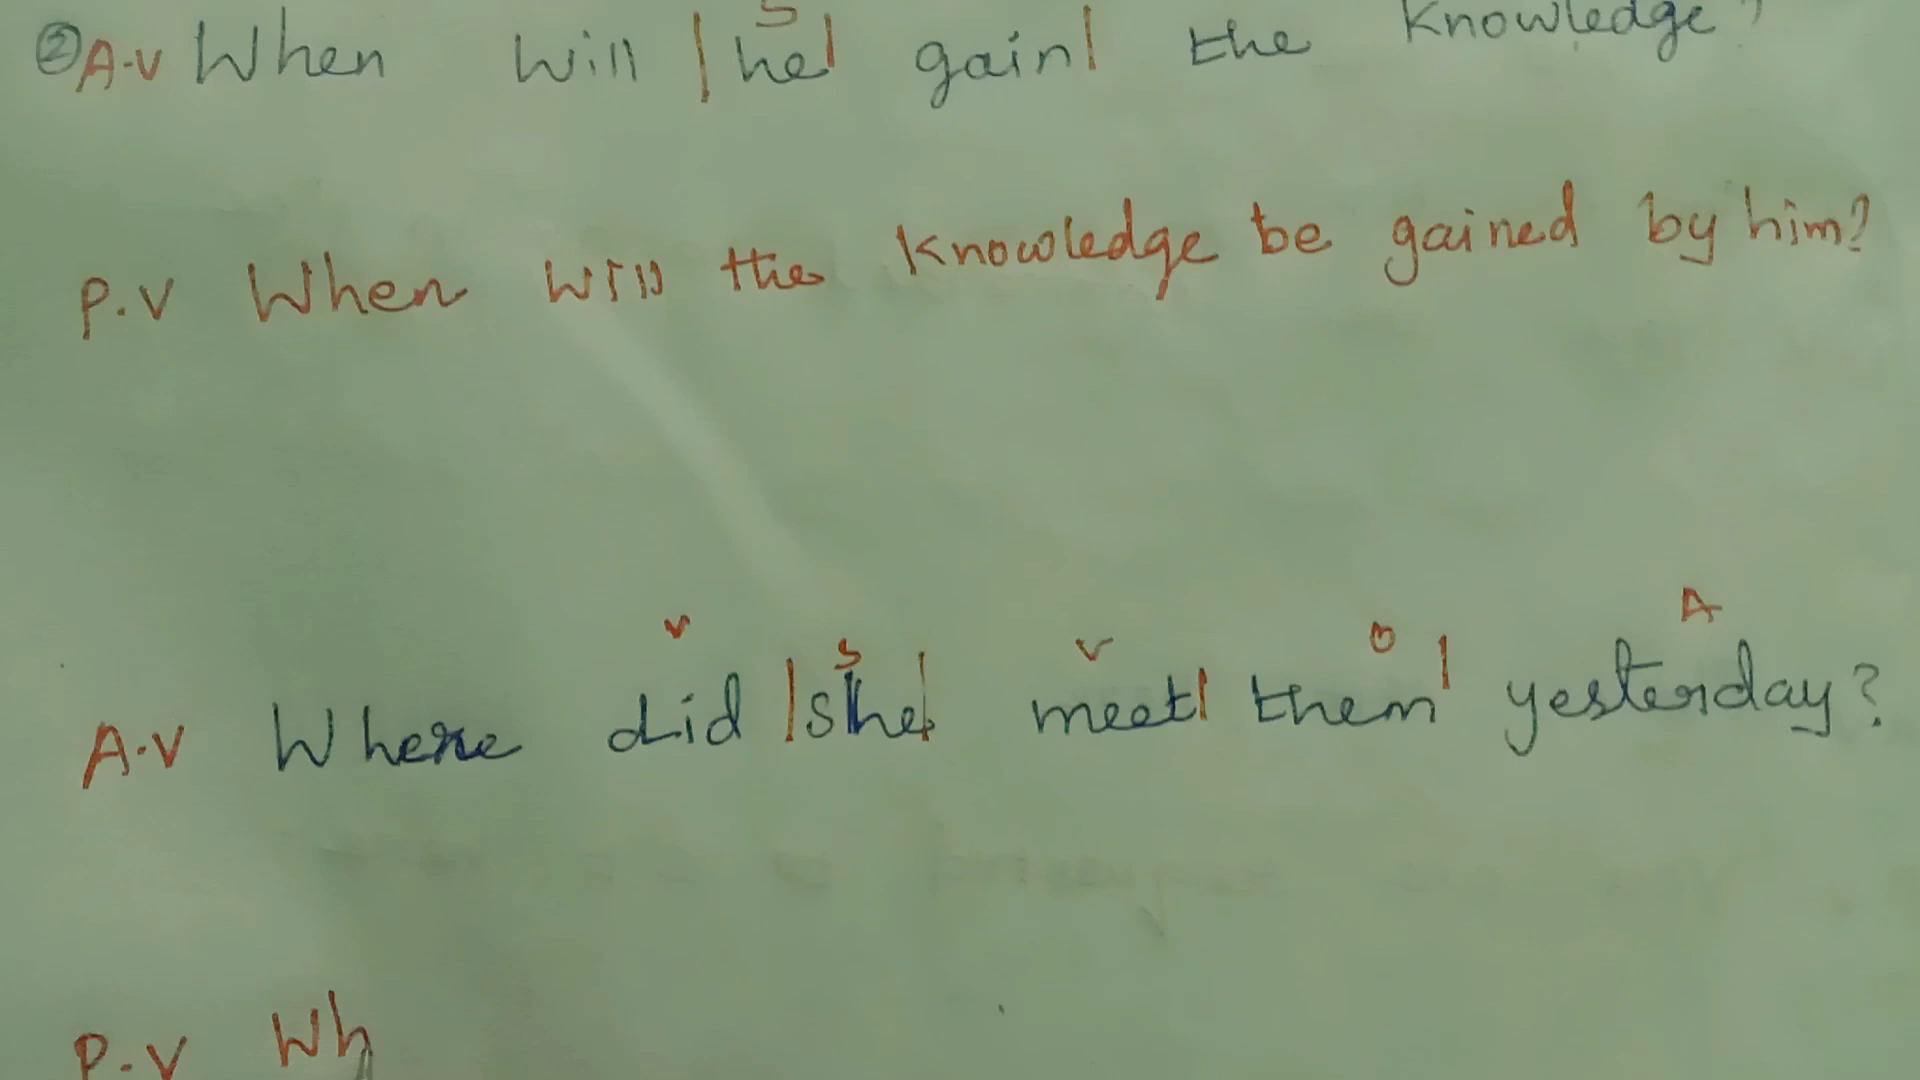 S
② A.V When will | he | gain | the knowledge?
P.V When will the knowledge be gained by him?
V S V O A
A.V Where did | she | meet | them | yesterday?
P.V Wh